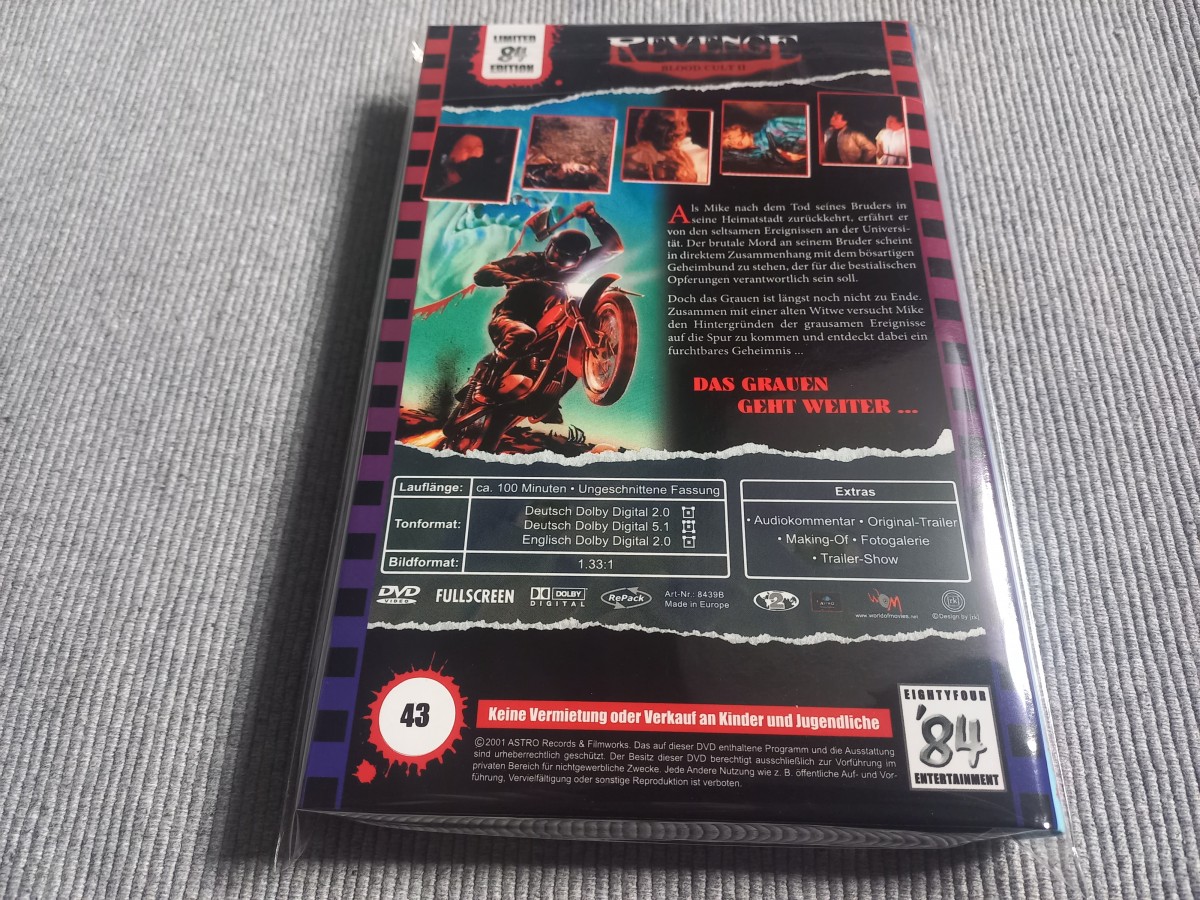 LIMITED
84
EDITION
REVENGE
BLOOD CULT II
Als Mike nach dem Tod seines Bruders in
seine Heimatstadt zurückkehrt, erfährt er
von den seltsamen Ereignissen an der Universi-
tät. Der brutale Mord an seinem Bruder scheint
in direktem Zusammenhang mit dem bösartigen
Geheimbund zu stehen, der für die bestialischen
Opferungen verantwortlich sein soll.
Doch das Grauen ist längst noch nicht zu Ende.
Zusammen mit einer alten Witwe versucht Mike
den Hintergründen der grausamen Ereignisse
auf die Spur zu kommen und entdeckt dabei ein
furchtbares Geheimnis ...
DAS GRAUEN
GEHT WEITER ...
Lauflänge: ca. 100 Minuten • Ungeschnittene Fassung
Tonformat:
Deutsch Dolby Digital 2.0
Deutsch Dolby Digital 5.1
Englisch Dolby Digital 2.0
Bildformat: 1.33:1
Extras
• Audiokommentar • Original-Trailer
• Making-Of • Fotogalerie
• Trailer-Show
DVD
VIDEO
FULLSCREEN
DOLBY
DIGITAL
RePack
Art-Nr.: 8439B
Made in Europe
2
ASTRO
WOM
www.worldofmovies.net
[rk]
©Design by [rk]
43
Keine Vermietung oder Verkauf an Kinder und Jugendliche
©2001 ASTRO Records & Filmworks. Das auf dieser DVD enthaltene Programm und die Ausstattung
sind urheberrechtlich geschützt. Der Besitz dieser DVD berechtigt ausschließlich zur Vorführung im
privaten Bereich für nichtgewerbliche Zwecke. Jede Andere Nutzung wie z. B. öffentliche Auf- und Vor-
führung, Vervielfältigung oder sonstige Reproduktion ist verboten.
EIGHTYFOUR
'84
ENTERTAINMENT